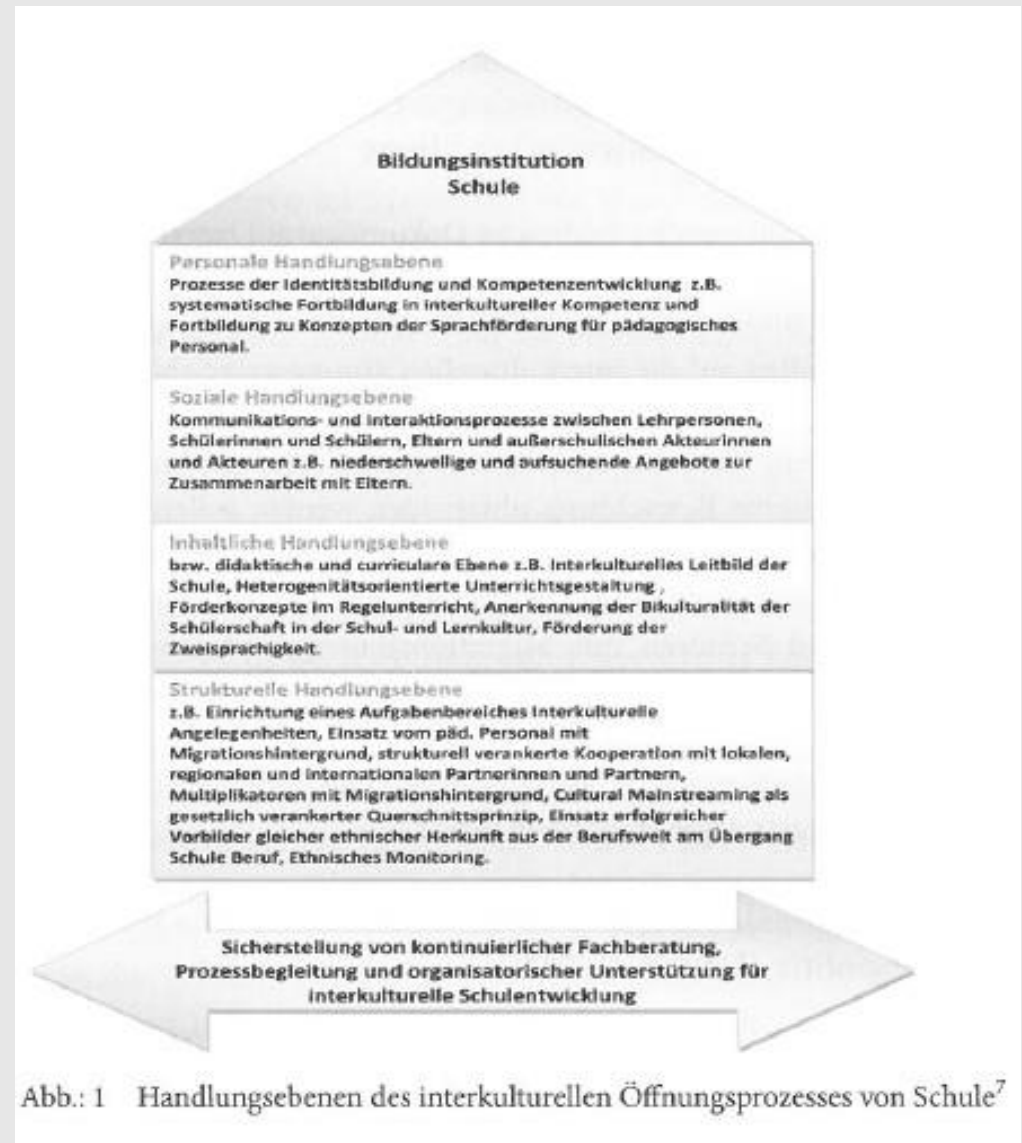 Bildungsinstitution
Schule
Personale Handlungsebene
Prozesse der Identitätsbildung und Kompetenzentwicklung z.B.
systematische Fortbildung in interkultureller Kompetenz und
Fortbildung zu Konzepten der Sprachförderung für pädagogisches
Personal.
Soziale Handlungsebene
Kommunikations- und Interaktionsprozesse zwischen Lehrpersonen,
Schülerinnen und Schülern, Eltern und außerschulischen Akteurinnen
und Akteuren z.B. niederschwellige und aufsuchende Angebote zur
Zusammenarbeit mit Eltern.
Inhaltliche Handlungsebene
bzw. didaktische und curriculare Ebene z.B. Interkulturelles Leitbild der
Schule, Heterogenitätsorientierte Unterrichtsgestaltung ,
Förderkonzepte im Regelunterricht, Anerkennung der Bikulturalität der
Schülerschaft in der Schul- und Lernkultur, Förderung der
Zweisprachigkeit.
Strukturelle Handlungsebene
z.B. Einrichtung eines Aufgabenbereiches Interkulturelle
Angelegenheiten, Einsatz vom päd. Personal mit
Migrationshintergrund, strukturell verankerte Kooperation mit lokalen,
regionalen und internationalen Partnerinnen und Partnern,
Multiplikatoren mit Migrationshintergrund, Cultural Mainstreaming als
gesetzlich verankerter Querschnittsprinzip, Einsatz erfolgreicher
Vorbilder gleicher ethnischer Herkunft aus der Berufswelt am Übergang
Schule Beruf, Ethnisches Monitoring.
Sicherstellung von kontinuierlicher Fachberatung,
Prozessbegleitung und organisatorischer Unterstützung für
interkulturelle Schulentwicklung
Abb.: 1 Handlungsebenen des interkulturellen Öffnungsprozesses von Schule7